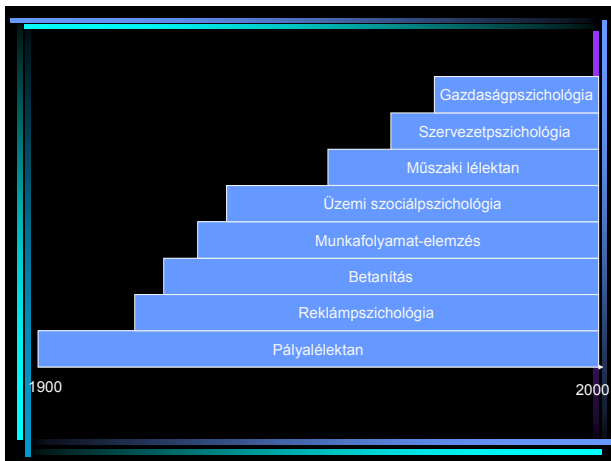 Gazdaságpszichológia
Szervezetpszichológia
Műszaki lélektan
Üzemi szociálpszichológia
Munkafolyamat-elemzés
Betanítás
Reklámpszichológia
Pályalélektan
1900
2000